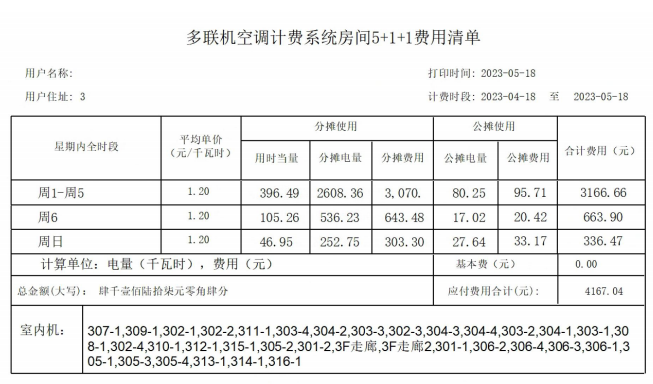 多联机空调计费系统房间5+1+1费用清单
用户名称:
打印时间: 2023-05-18
用户住址: 3
计费时段: 2023-04-18 至 2023-05-18
星期内全时段 平均单价(元/千瓦时) 分摊使用 公摊使用 合计费用（元）
用时当量 分摊电量 分摊费用 公摊电量 公摊费用
周1-周5 1.20 396.49 2608.36 3,070. 80.25 95.71 3166.66
周6 1.20 105.26 536.23 643.48 17.02 20.42 663.90
周日 1.20 46.95 252.75 303.30 27.64 33.17 336.47
计算单位: 电量（千瓦时）, 费用（元） 基本费（元） 0.00
总金额(大写): 肆千壹佰陆拾柒元零角肆分 应付费用合计(元): 4167.04
室内机: 307-1,309-1,302-1,302-2,311-1,303-4,304-2,303-3,302-3,304-3,304-4,303-2,304-1,303-1,30
8-1,302-4,310-1,312-1,315-1,305-2,301-2,3F走廊,3F走廊2,301-1,306-2,306-4,306-3,306-1,3
05-1,305-3,305-4,313-1,314-1,316-1